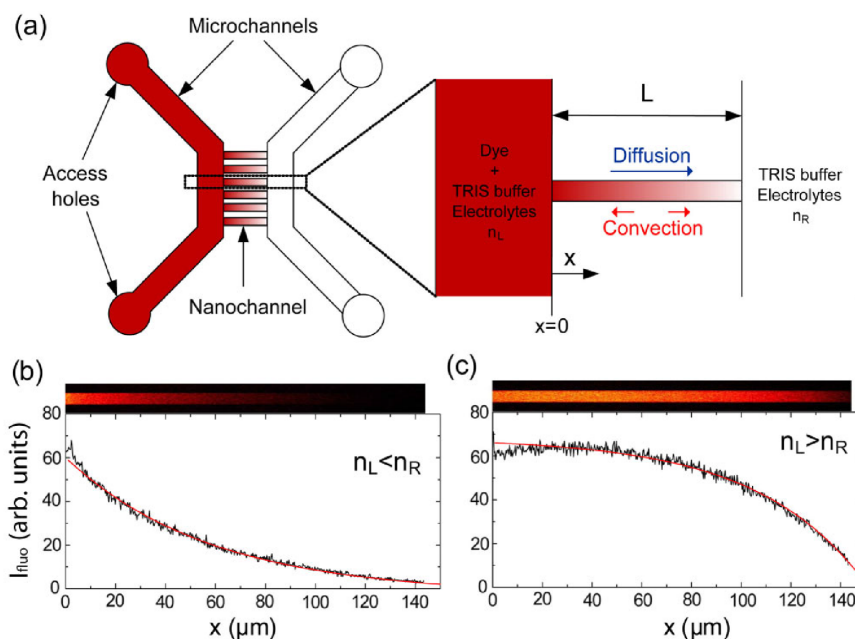 (a)
Microchannels
Access
holes
Nanochannel
Dye
+
TRIS buffer
Electrolytes
n_L
L
Diffusion
Convection
x
x=0
TRIS buffer
Electrolytes
n_R
(b)
80
60
40
20
0
I_fluo (arb. units)
n_L<n_R
0 20 40 60 80 100 120 140
x (µm)
(c)
80
60
40
20
0
n_L>n_R
0 20 40 60 80 100 120 140
x (µm)